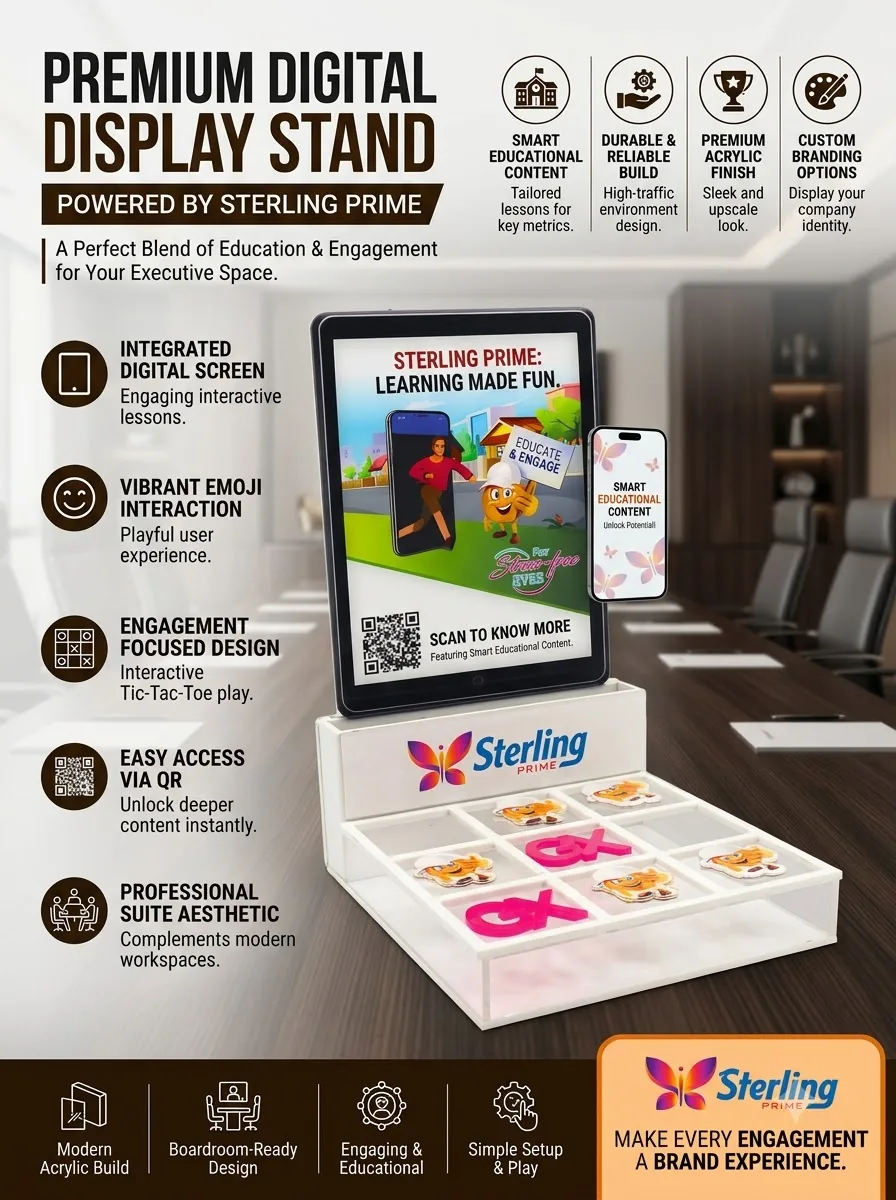 PREMIUM DIGITAL
DISPLAY STAND
POWERED BY STERLING PRIME
A Perfect Blend of Education & Engagement
for Your Executive Space.
SMART
EDUCATIONAL
CONTENT
Tailored
lessons for
key metrics.
DURABLE &
RELIABLE
BUILD
High-traffic
environment
design.
PREMIUM
ACRYLIC
FINISH
Sleek and
upscale
look.
CUSTOM
BRANDING
OPTIONS
Display your
company
identity.
INTEGRATED
DIGITAL SCREEN
Engaging interactive
lessons.
VIBRANT EMOJI
INTERACTION
Playful user
experience.
ENGAGEMENT
FOCUSED DESIGN
Interactive
Tic-Tac-Toe play.
EASY ACCESS
VIA QR
Unlock deeper
content instantly.
PROFESSIONAL
SUITE AESTHETIC
Complements modern
workspaces.
STERLING PRIME:
LEARNING MADE FUN.
EDUCATE
& ENGAGE
For
Stress-free
EYES
SCAN TO KNOW MORE
Featuring Smart Educational Content.
SMART
EDUCATIONAL
CONTENT
Unlock Potential!
Sterling
PRIME
GX
GX
Modern
Acrylic Build
Boardroom-Ready
Design
Engaging &
Educational
Simple Setup
& Play
Sterling
PRIME
MAKE EVERY ENGAGEMENT
A BRAND EXPERIENCE.